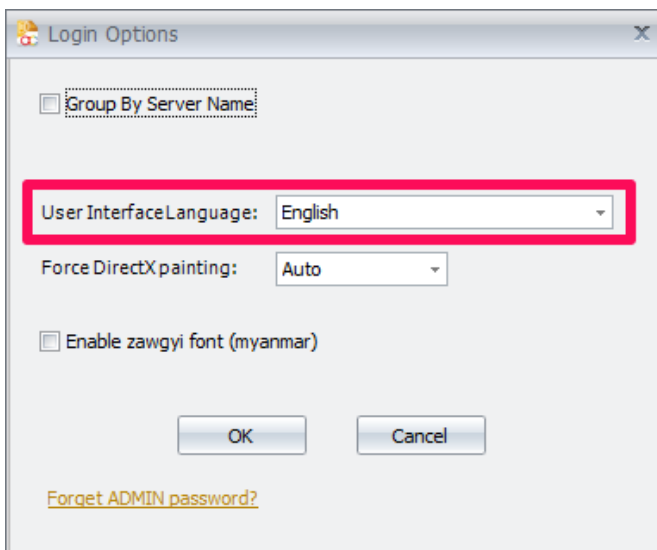 Login Options
Group By Server Name
User Interface Language: English
Force DirectX painting: Auto
Enable zawgyi font (myanmar)
OK Cancel
Forget ADMIN password?